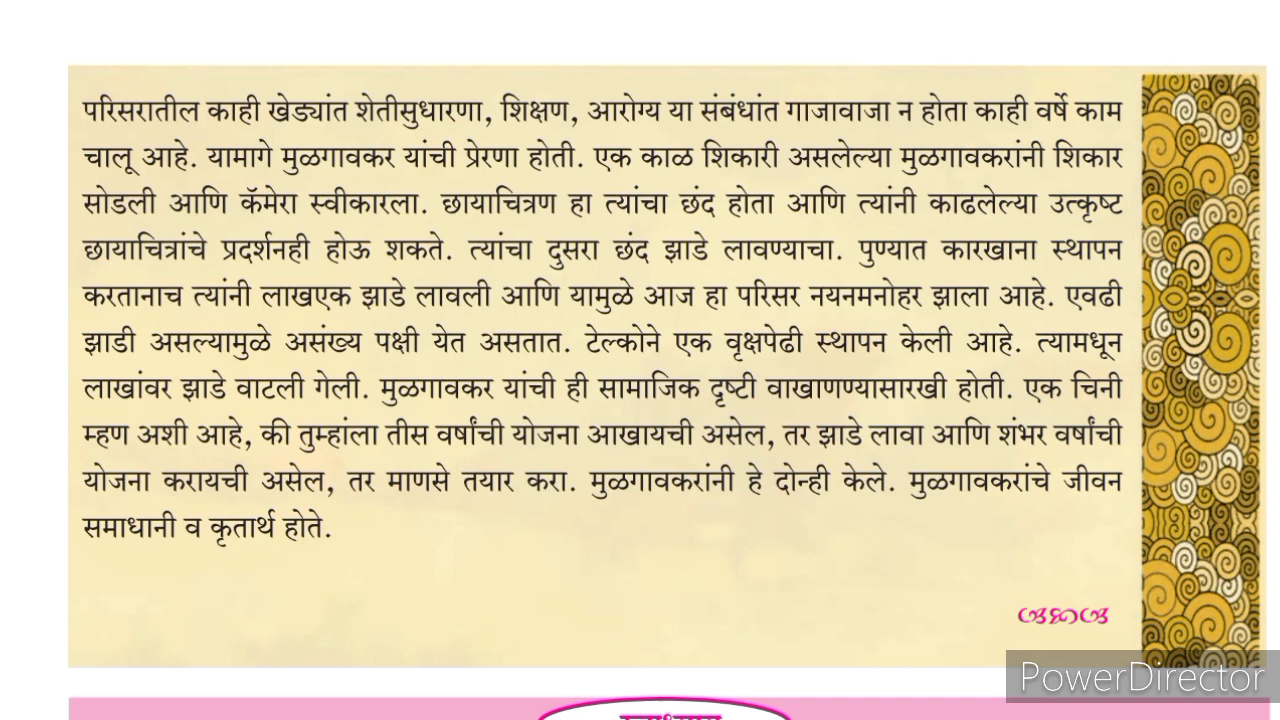 परिसरातील काही खेड्यांत शेतीसुधारणा, शिक्षण, आरोग्य या संबंधांत गाजावाजा न होता काही वर्षे काम
चालू आहे. यामागे मुळगावकर यांची प्रेरणा होती. एक काळ शिकारी असलेल्या मुळगावकरांनी शिकार
सोडली आणि कॅमेरा स्वीकारला. छायाचित्रण हा त्यांचा छंद होता आणि त्यांनी काढलेल्या उत्कृष्ट
छायाचित्रांचे प्रदर्शनही होऊ शकते. त्यांचा दुसरा छंद झाडे लावण्याचा. पुण्यात कारखाना स्थापन
करतानाच त्यांनी लाखएक झाडे लावली आणि यामुळे आज हा परिसर नयनमनोहर झाला आहे. एवढी
झाडी असल्यामुळे असंख्य पक्षी येत असतात. टेल्कोने एक वृक्षपेढी स्थापन केली आहे. त्यामधून
लाखांवर झाडे वाटली गेली. मुळगावकर यांची ही सामाजिक दृष्टी वाखाणण्यासारखी होती. एक चिनी
म्हण अशी आहे, की तुम्हांला तीस वर्षांची योजना आखायची असेल, तर झाडे लावा आणि शंभर वर्षांची
योजना करायची असेल, तर माणसे तयार करा. मुळगावकरांनी हे दोन्ही केले. मुळगावकरांचे जीवन
समाधानी व कृतार्थ होते.
PowerDirector